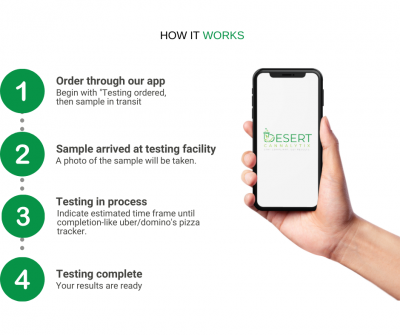 HOW IT WORKS
1
Order through our app
Begin with "Testing ordered,
then sample in transit
2
Sample arrived at testing facility
A photo of the sample will be taken.
3
Testing in process
Indicate estimated time frame until
completion-like uber/domino's pizza
tracker.
4
Testing complete
Your results are ready
DESERT